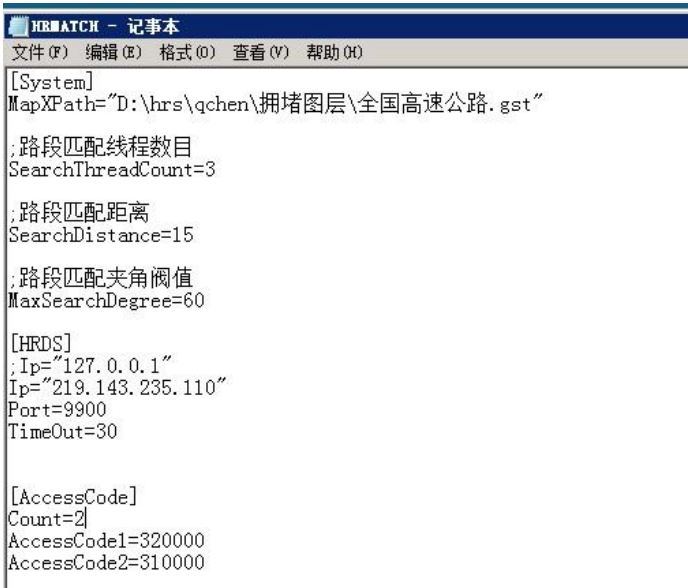 HRMATCH - 记事本
文件(F) 编辑(E) 格式(O) 查看(V) 帮助(H)
[System]
MapXPath="D:\hrs\qchen\拥堵图层\全国高速公路.gst"
;路段匹配线程数目
SearchThreadCount=3
;路段匹配距离
SearchDistance=15
;路段匹配夹角阀值
MaxSearchDegree=60
[HRDS]
;Ip="127.0.0.1"
Ip="219.143.235.110"
Port=9900
TimeOut=30
[AccessCode]
Count=2
AccessCode1=320000
AccessCode2=310000